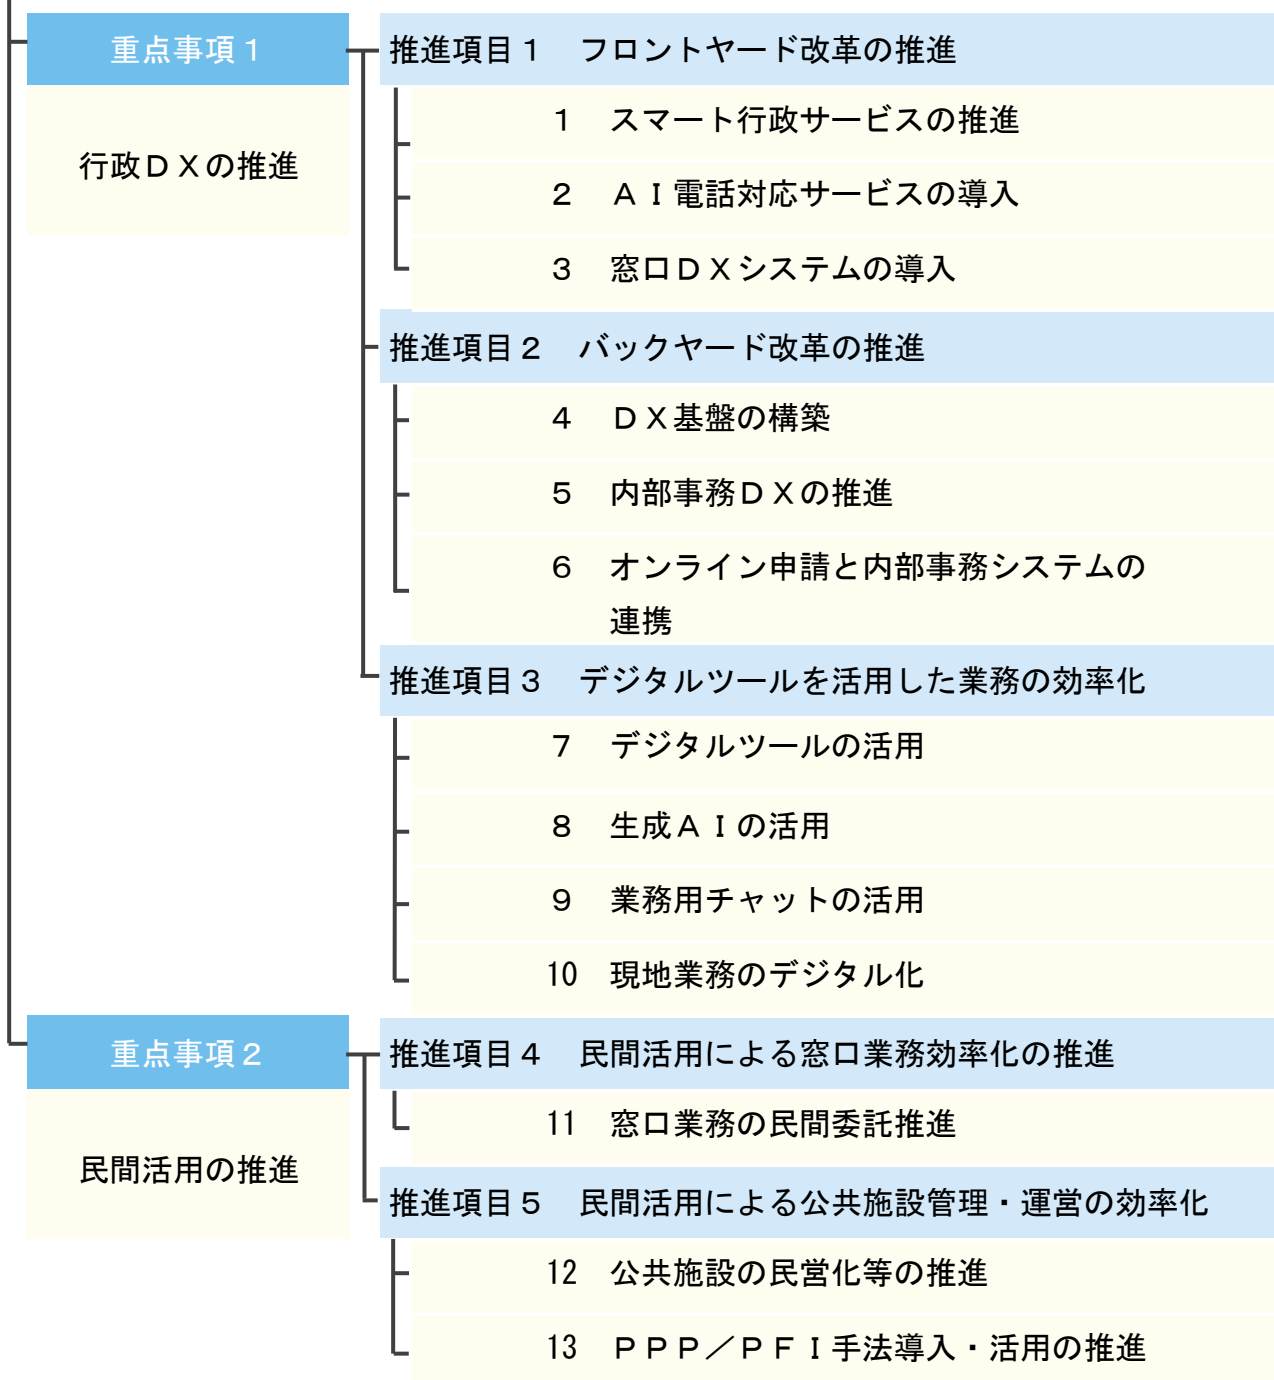 重点事項１
行政ＤＸの推進
推進項目１　フロントヤード改革の推進
１　スマート行政サービスの推進
２　ＡＩ電話対応サービスの導入
３　窓口ＤＸシステムの導入
推進項目２　バックヤード改革の推進
４　ＤＸ基盤の構築
５　内部事務ＤＸの推進
６　オンライン申請と内部事務システムの
連携
推進項目３　デジタルツールを活用した業務の効率化
７　デジタルツールの活用
８　生成ＡＩの活用
９　業務用チャットの活用
10　現地業務のデジタル化
重点事項２
民間活用の推進
推進項目４　民間活用による窓口業務効率化の推進
11　窓口業務の民間委託推進
推進項目５　民間活用による公共施設管理・運営の効率化
12　公共施設の民営化等の推進
13　ＰＰＰ／ＰＦＩ手法導入・活用の推進